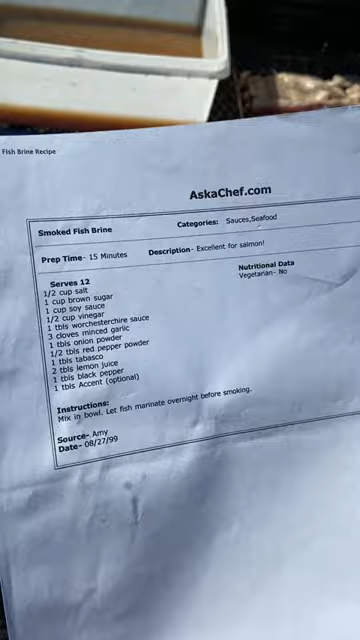 Fish Brine Recipe
AskaChef.com
Smoked Fish Brine
Categories: Sauces,Seafood
Prep Time- 15 Minutes
Description- Excellent for salmon!
Nutritional Data
Vegetarian- No
Serves 12
1/2 cup salt
1 cup brown sugar
1 cup soy sauce
1/2 cup vinegar
1 tbls worchesterchire sauce
3 cloves minced garlic
1 tbls onion powder
1/2 tbls red pepper powder
1 tbls tabasco
2 tbls lemon juice
1 tbls black pepper
1 tbls Accent (optional)
Instructions:
Mix in bowl. Let fish marinate overnight before smoking.
Source- Amy
Date- 08/27/99